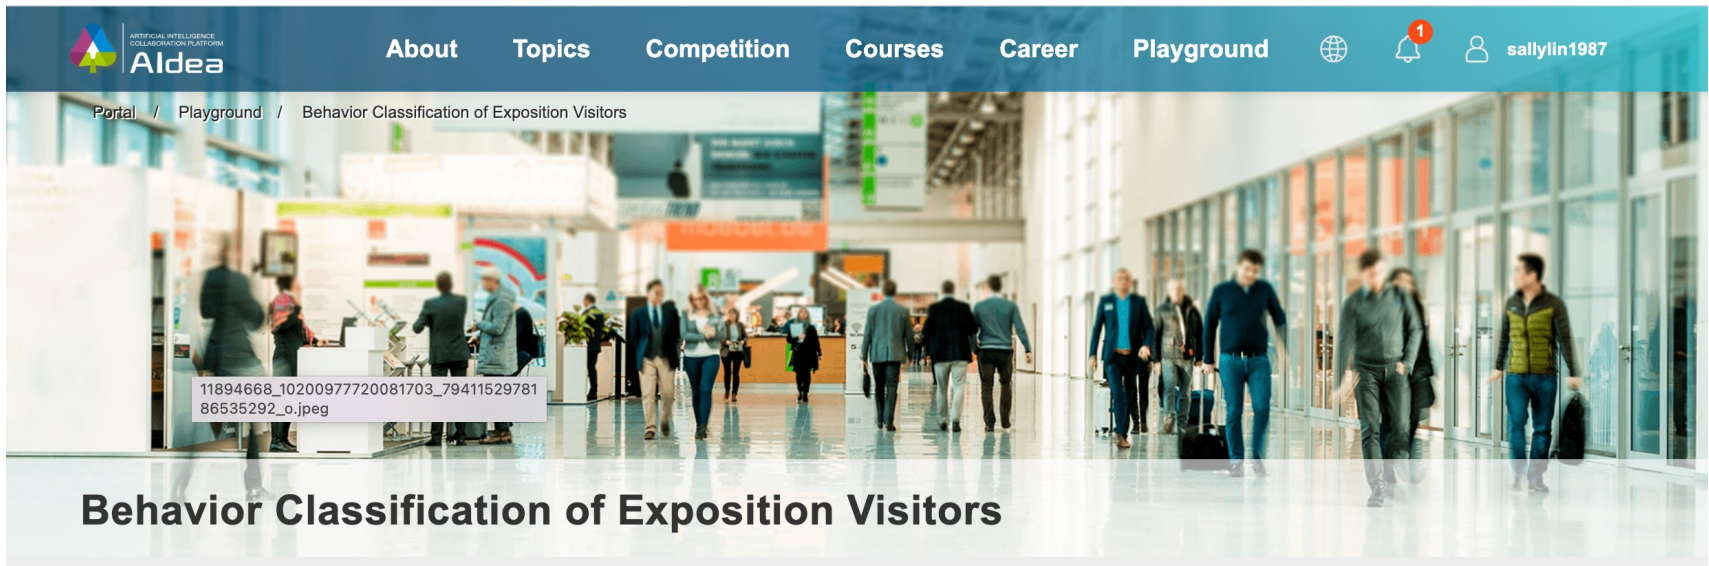 ARTIFICIAL INTELLIGENCE
COLLABORATION PLATFORM
AIdea
About Topics Competition Courses Career Playground 1 sallylin1987
Portal / Playground / Behavior Classification of Exposition Visitors
11894668_10200977720081703_79411529781
86535292_o.jpeg
Behavior Classification of Exposition Visitors